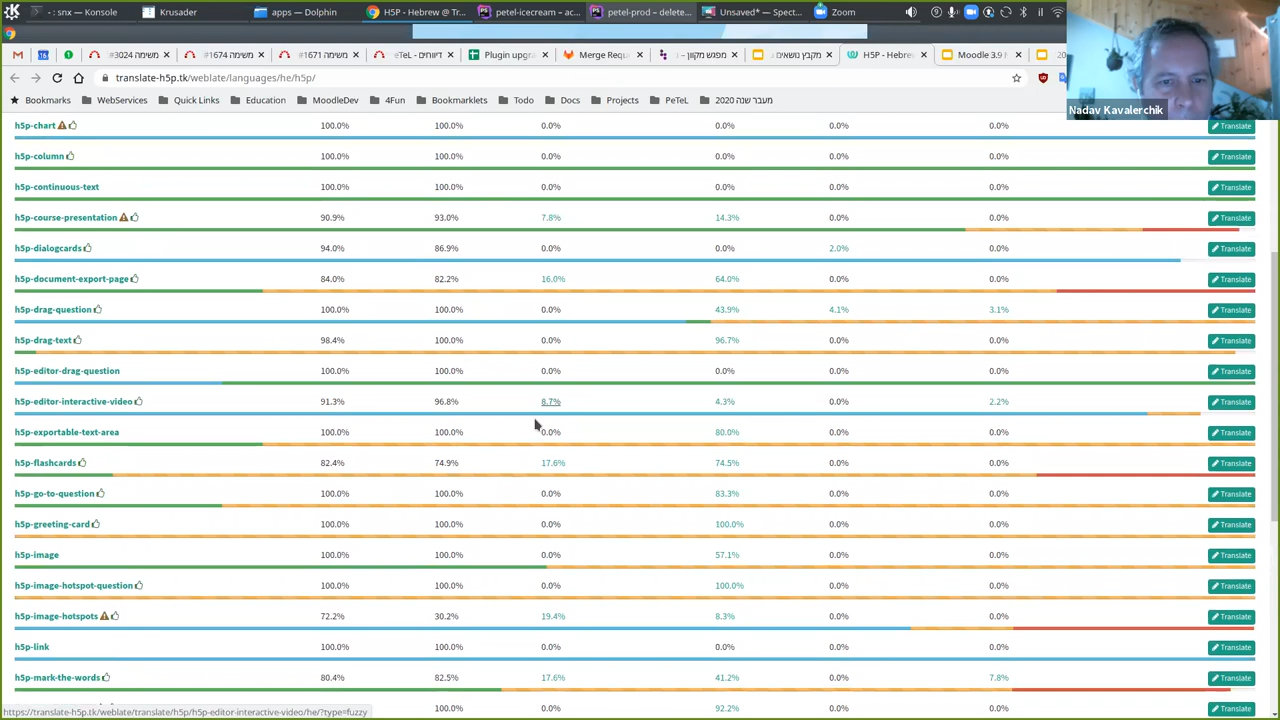 - : snx — Konsole
Krusader
apps — Dolphin
H5P - Hebrew @ Tr...
petel-icecream – ac...
petel-prod – delete...
Unsaved* — Spect...
Zoom
משימה #3024
משימה #1674
משימה #1671
Plugin upgra
Merge Requ
H5P - Hebre
Moodle 3.9 N
translate-h5p.tk/weblate/languages/he/h5p/
Bookmarks WebServices Quick Links Education MoodleDev 4Fun Bookmarklets Todo Docs Projects PeTeL מעבר שנה 2020
Nadav Kavalerchik
h5p-chart 100.0% 100.0% 0.0% 0.0% 0.0% 0.0% Translate
h5p-column 100.0% 100.0% 0.0% 0.0% 0.0% 0.0% Translate
h5p-continuous-text 100.0% 100.0% 0.0% 0.0% 0.0% 0.0% Translate
h5p-course-presentation 90.9% 93.0% 7.8% 14.3% 0.0% 0.0% Translate
h5p-dialogcards 94.0% 86.9% 0.0% 0.0% 2.0% 0.0% Translate
h5p-document-export-page 84.0% 82.2% 16.0% 64.0% 0.0% 0.0% Translate
h5p-drag-question 100.0% 100.0% 0.0% 43.9% 4.1% 3.1% Translate
h5p-drag-text 98.4% 100.0% 0.0% 96.7% 0.0% 0.0% Translate
h5p-editor-drag-question 100.0% 100.0% 0.0% 0.0% 0.0% 0.0% Translate
h5p-editor-interactive-video 91.3% 96.8% 8.7% 4.3% 0.0% 2.2% Translate
h5p-exportable-text-area 100.0% 100.0% 0.0% 80.0% 0.0% 0.0% Translate
h5p-flashcards 82.4% 74.9% 17.6% 74.5% 0.0% 0.0% Translate
h5p-go-to-question 100.0% 100.0% 0.0% 83.3% 0.0% 0.0% Translate
h5p-greeting-card 100.0% 100.0% 0.0% 100.0% 0.0% 0.0% Translate
h5p-image 100.0% 100.0% 0.0% 57.1% 0.0% 0.0% Translate
h5p-image-hotspot-question 100.0% 100.0% 0.0% 100.0% 0.0% 0.0% Translate
h5p-image-hotspots 72.2% 30.2% 19.4% 8.3% 0.0% 0.0% Translate
h5p-link 100.0% 100.0% 0.0% 0.0% 0.0% 0.0% Translate
h5p-mark-the-words 80.4% 82.5% 17.6% 41.2% 0.0% 7.8% Translate
100.0% 0.0% 92.2% 0.0% 0.0% Translate
https://translate-h5p.tk/weblate/translate/h5p/h5p-editor-interactive-video/he/?type=fuzzy